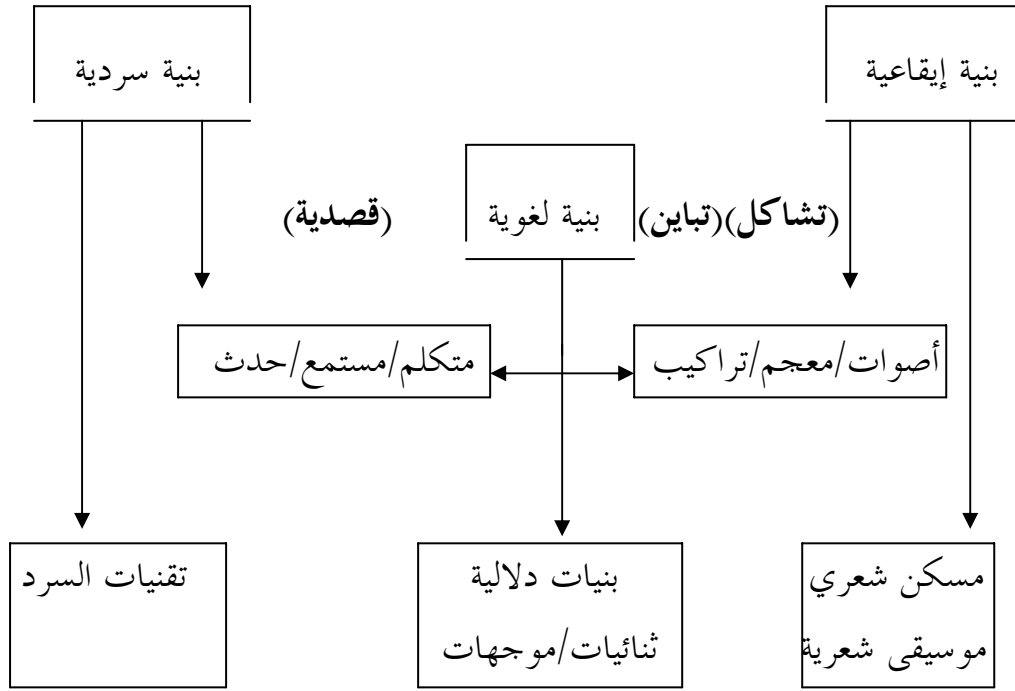 بنية إيقاعية
بنية سردية
بنية لغوية
(تشاكل)(تباين)
(قصدية)
أصوات/معجم/تراكيب
متكلم/مستمع/حدث
مسكن شعري
موسيقى شعرية
بنيات دلالية
ثنائيات/موجهات
تقنيات السرد